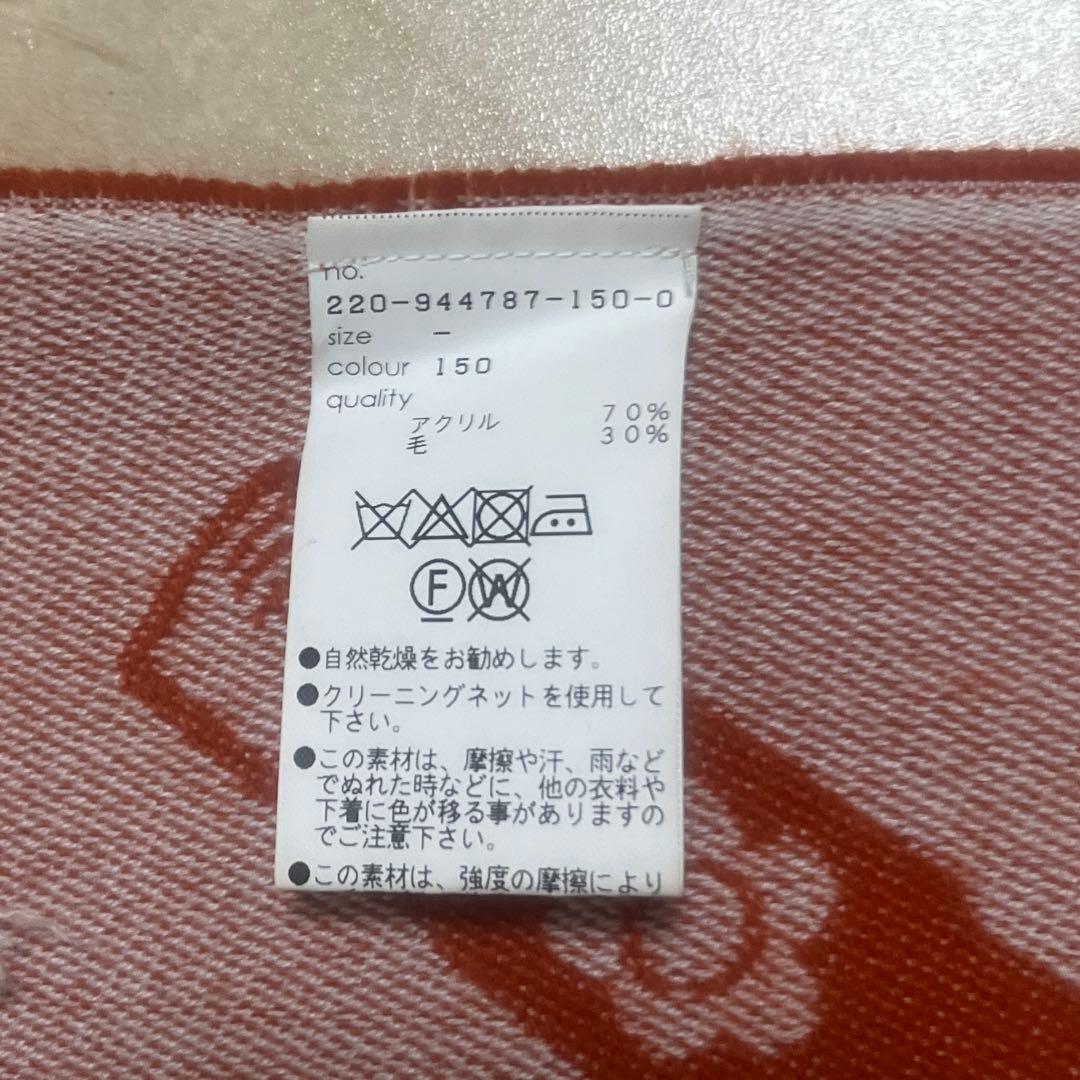 no.
220-944787-150-0
size -
colour 150
quality
アクリル 70%
毛 30%
F W
●自然乾燥をお勧めします。
●クリーニングネットを使用して
下さい。
●この素材は、摩擦や汗、雨など
でぬれた時などに、他の衣料や
下着に色が移る事がありますの
でご注意下さい。
●この素材は、強度の摩擦により